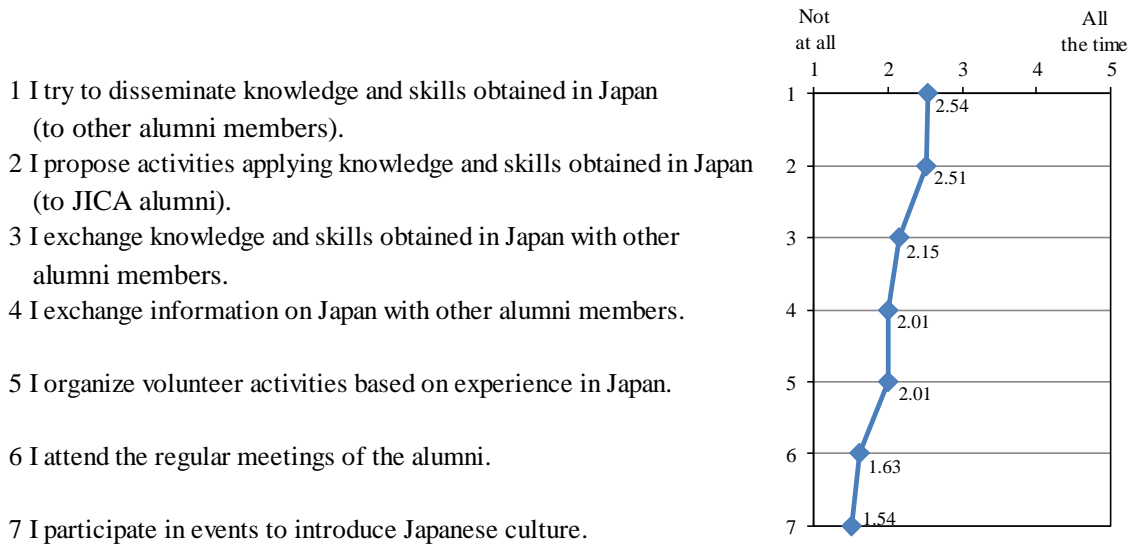 Not
at all
All
the time
1 2 3 4 5
1 I try to disseminate knowledge and skills obtained in Japan
(to other alumni members).
2 I propose activities applying knowledge and skills obtained in Japan
(to JICA alumni).
3 I exchange knowledge and skills obtained in Japan with other
alumni members.
4 I exchange information on Japan with other alumni members.
5 I organize volunteer activities based on experience in Japan.
6 I attend the regular meetings of the alumni.
7 I participate in events to introduce Japanese culture.
1
2.54
2
2.51
3
2.15
4
2.01
5
2.01
6
1.63
7
1.54